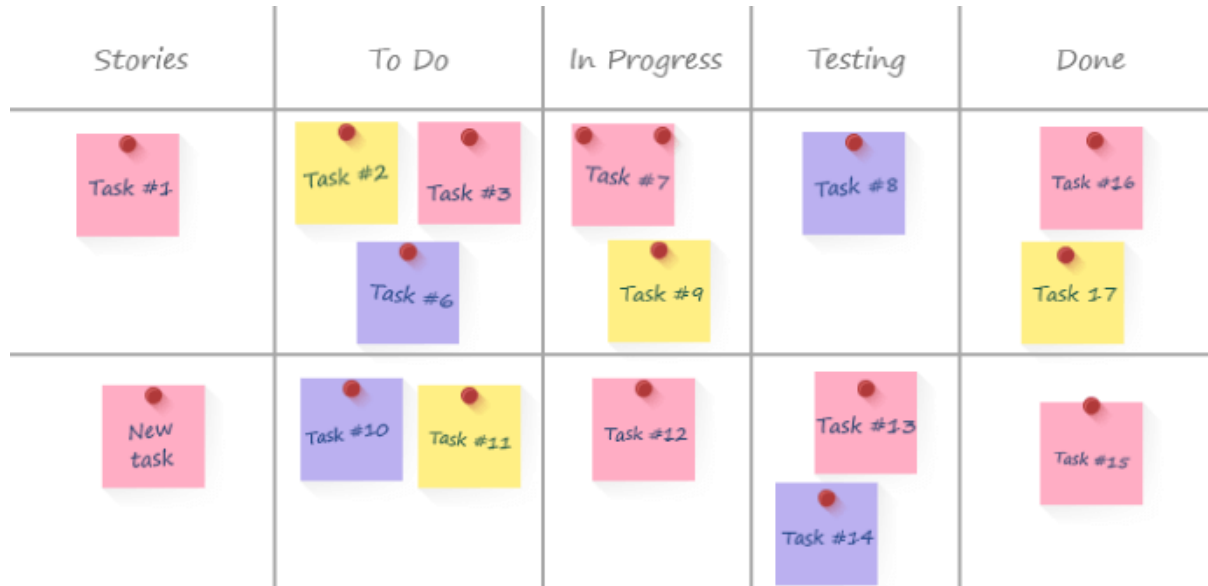 Stories
To Do
In Progress
Testing
Done
Task #1
Task #2
Task #3
Task #6
Task #7
Task #9
Task #8
Task #16
Task 17
New
task
Task #10
Task #11
Task #12
Task #13
Task #14
Task #15